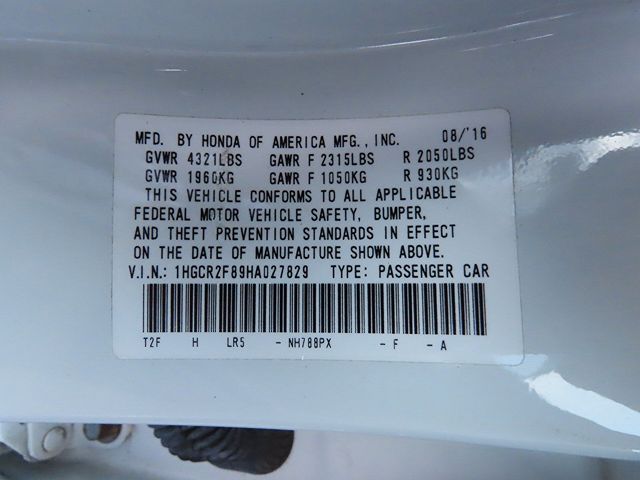 MFD. BY HONDA OF AMERICA MFG., INC. 08/'16
GVWR 4321LBS GAWR F 2315LBS R 2050LBS
GVWR 1960KG GAWR F 1050KG R 930KG
THIS VEHICLE CONFORMS TO ALL APPLICABLE
FEDERAL MOTOR VEHICLE SAFETY, BUMPER,
AND THEFT PREVENTION STANDARDS IN EFFECT
ON THE DATE OF MANUFACTURE SHOWN ABOVE.
V.I.N.: 1HGCR2F89HA027829 TYPE: PASSENGER CAR
T2F H LR5 - NH788PX - F - A